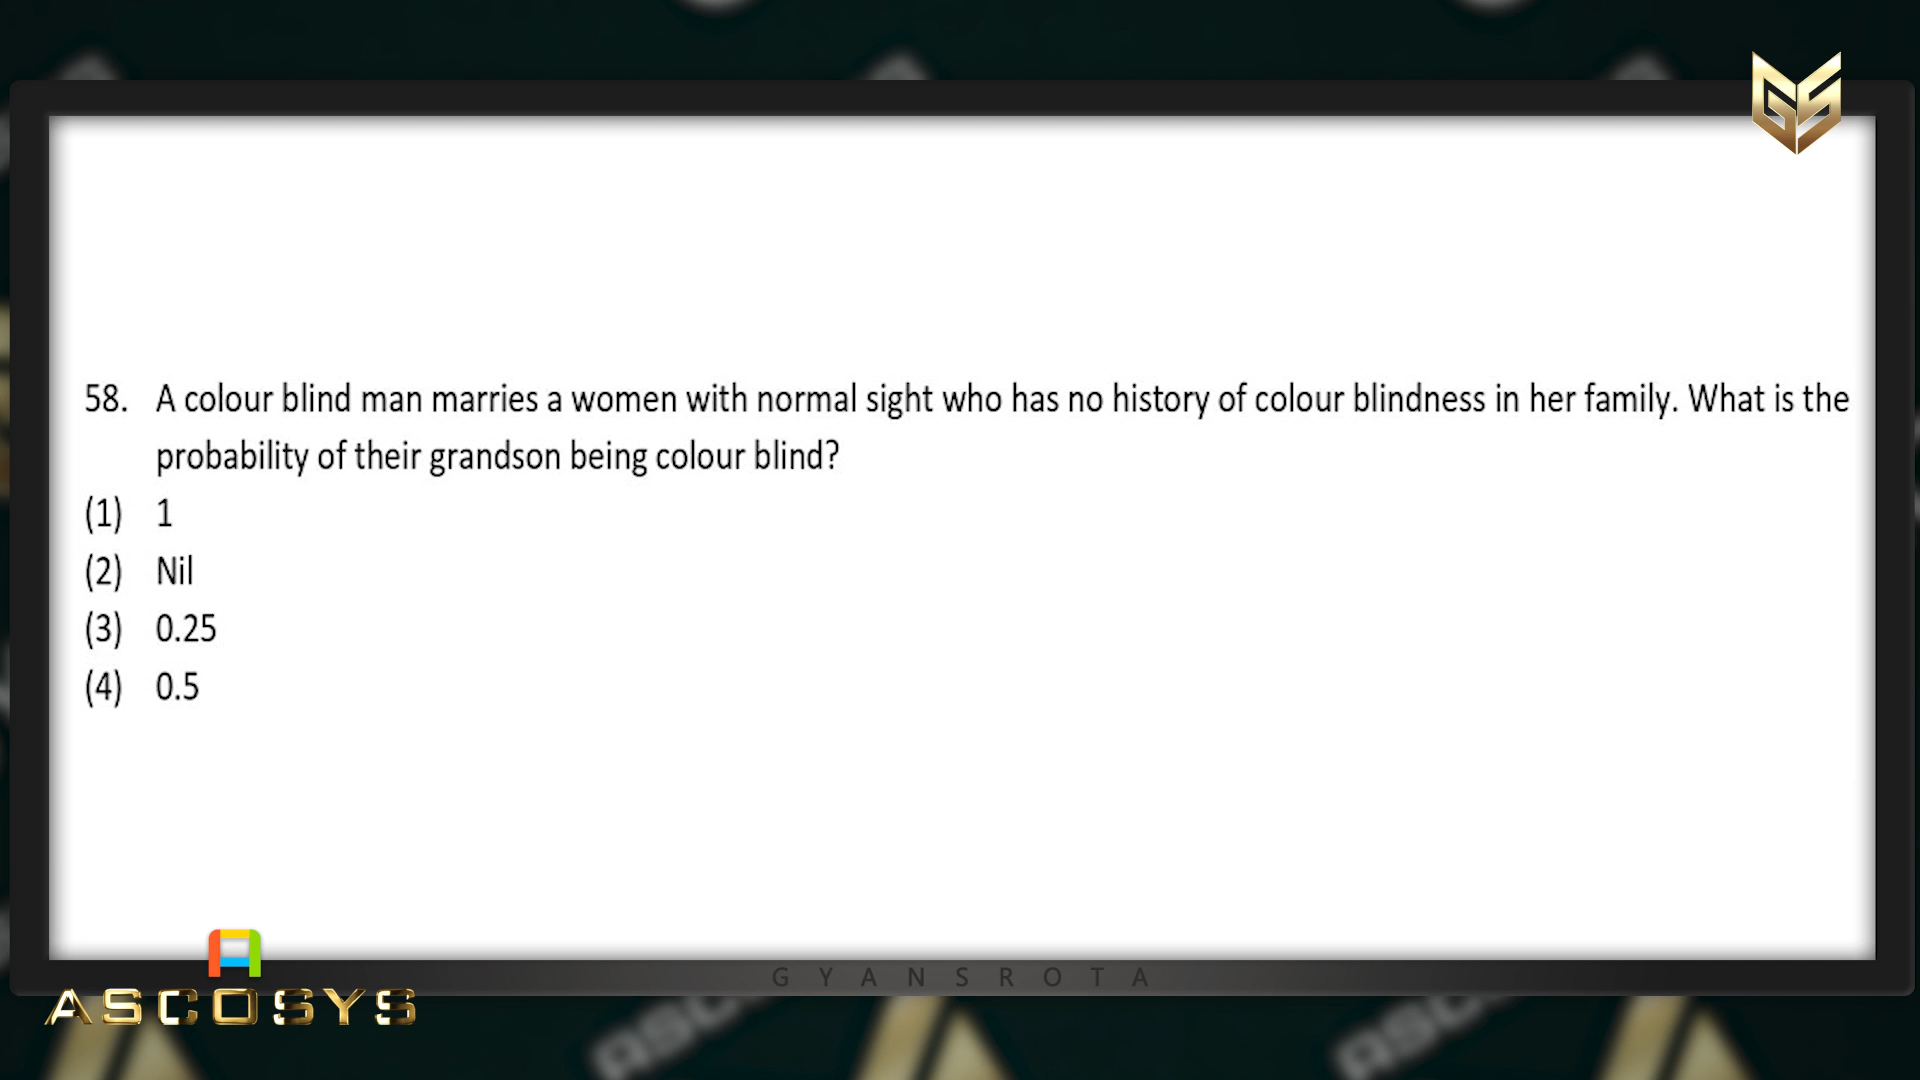 58. A colour blind man marries a women with normal sight who has no history of colour blindness in her family. What is the
probability of their grandson being colour blind?
(1) 1
(2) Nil
(3) 0.25
(4) 0.5
GYANSROTA
ASCOSYS